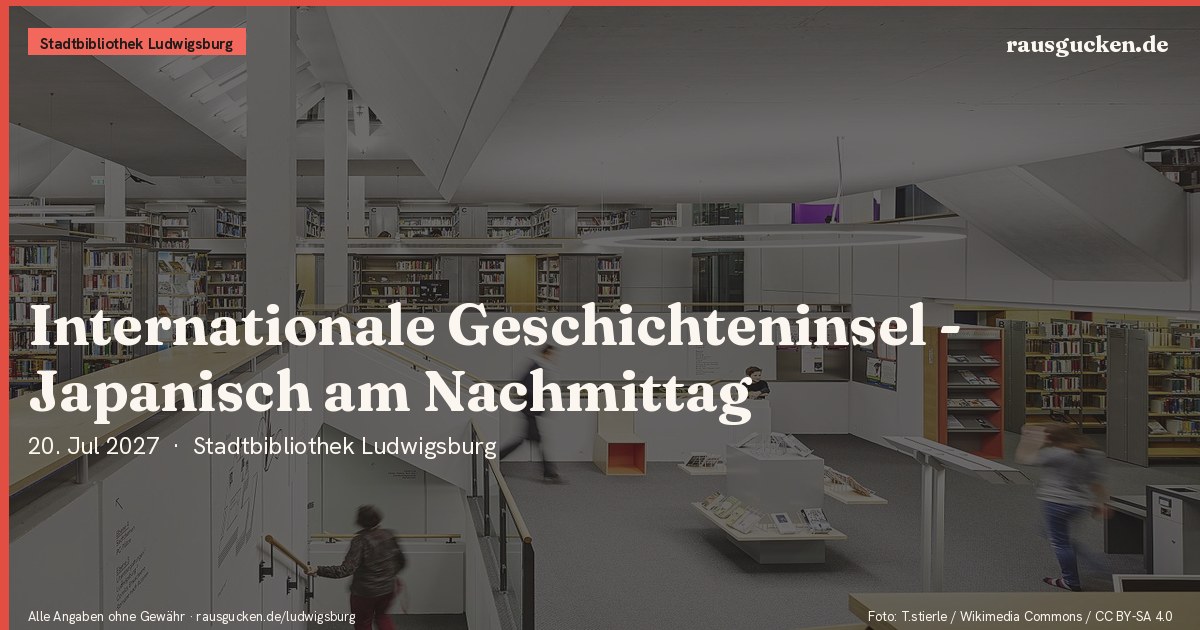 Stadtbibliothek Ludwigsburg
rausgucken.de
Internationale Geschichteninsel -
Japanisch am Nachmittag
20. Jul 2027 · Stadtbibliothek Ludwigsburg
Alle Angaben ohne Gewähr · rausgucken.de/ludwigsburg
Foto: T.stierle / Wikimedia Commons / CC BY-SA 4.0